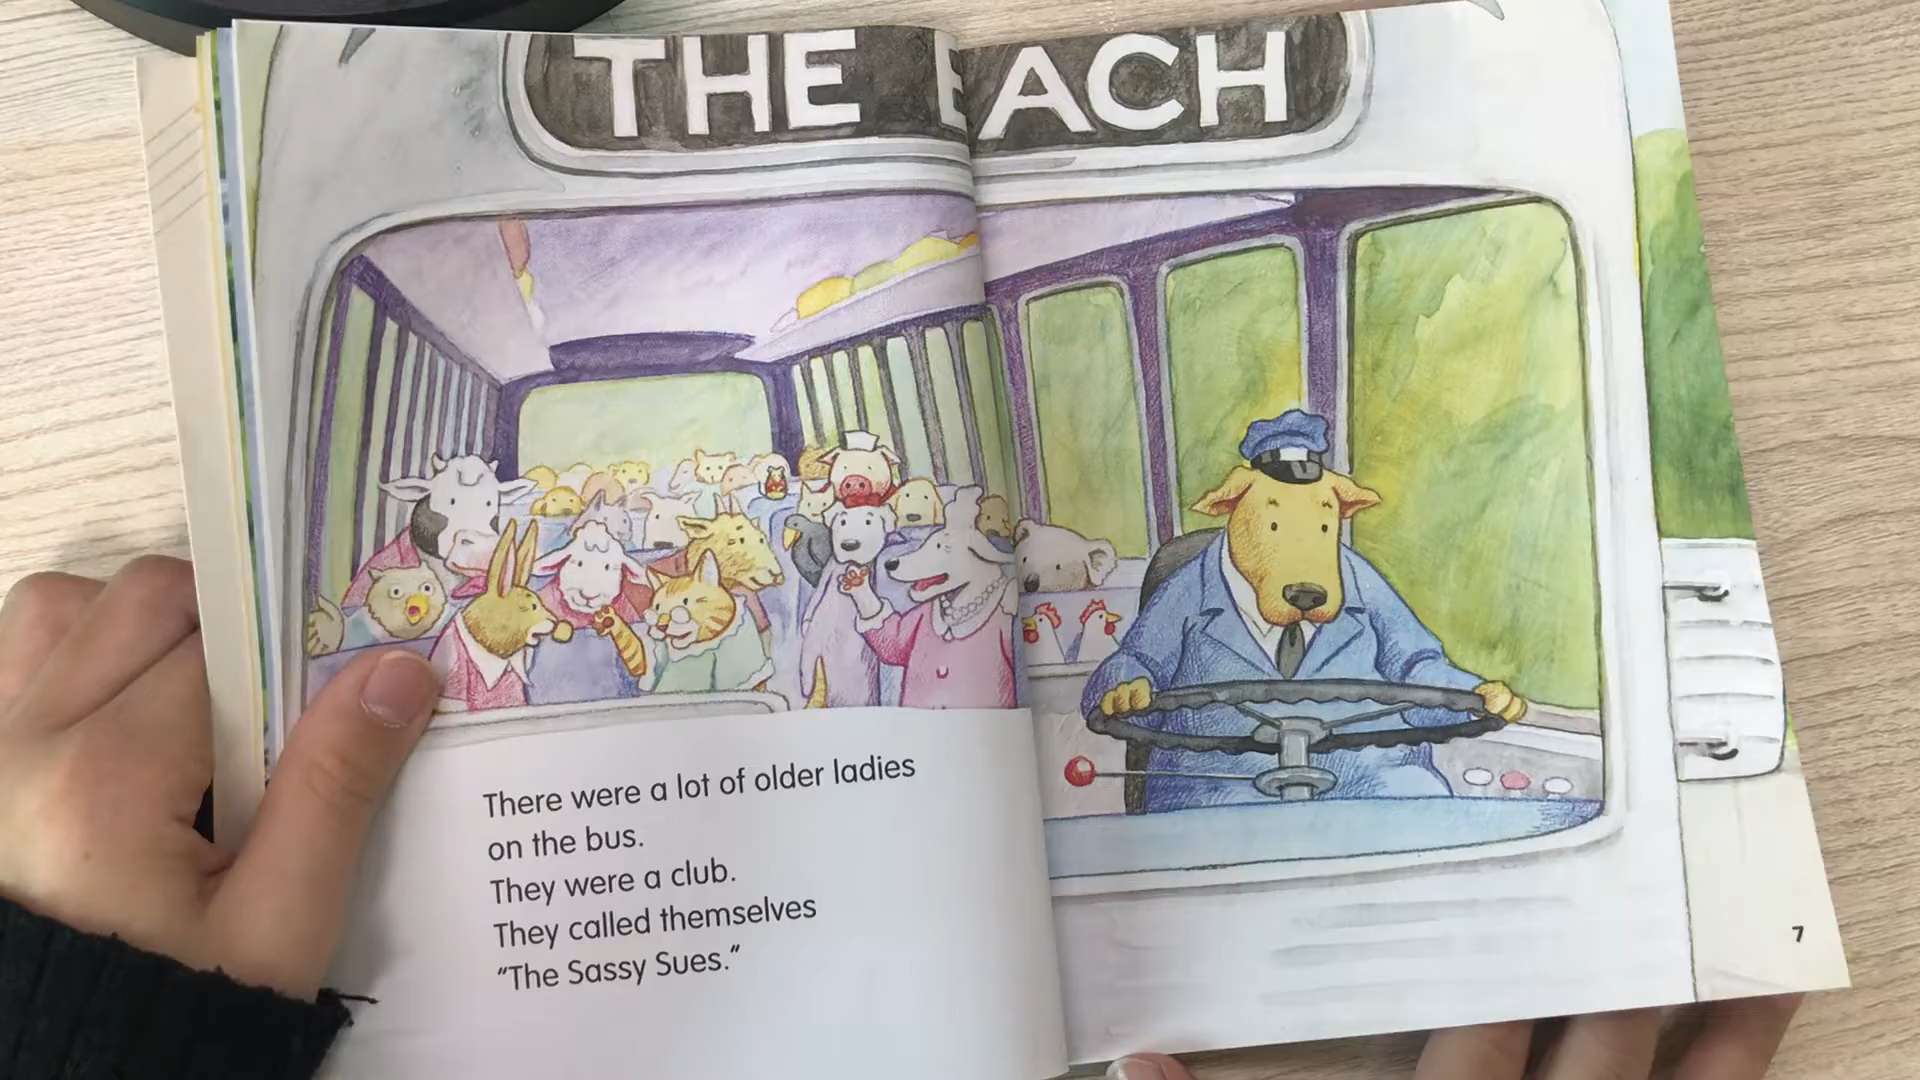 THE BEACH
There were a lot of older ladies
on the bus.
They were a club.
They called themselves
“The Sassy Sues.”
7